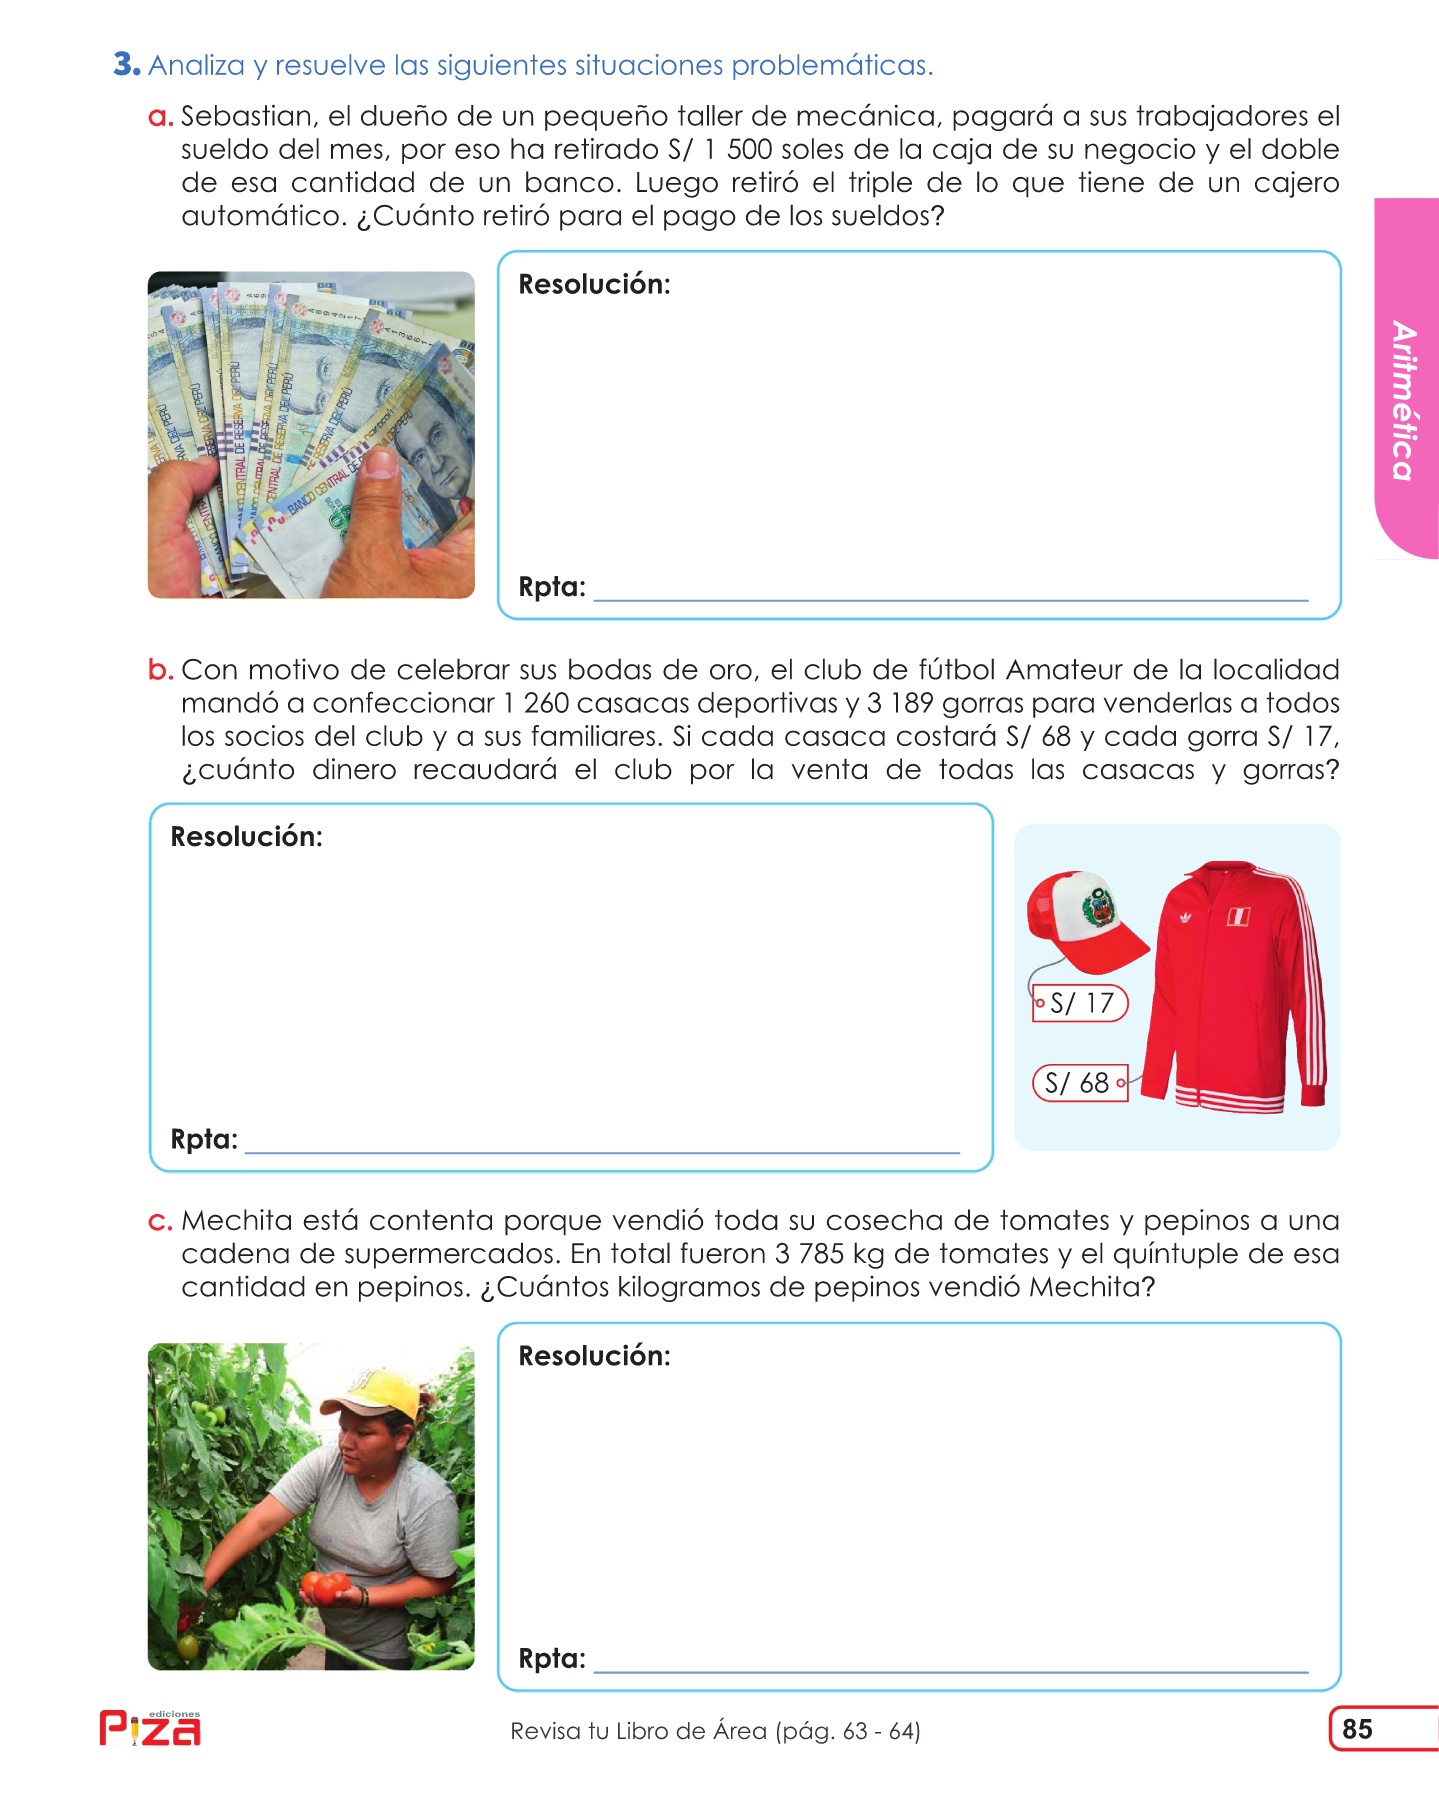 3. Analiza y resuelve las siguientes situaciones problemáticas.
a. Sebastian, el dueño de un pequeño taller de mecánica, pagará a sus trabajadores el
sueldo del mes, por eso ha retirado S/ 1 500 soles de la caja de su negocio y el doble
de esa cantidad de un banco. Luego retiró el triple de lo que tiene de un cajero
automático. ¿Cuánto retiró para el pago de los sueldos?
Resolución:
Rpta:
Aritmética
b. Con motivo de celebrar sus bodas de oro, el club de fútbol Amateur de la localidad
mandó a confeccionar 1 260 casacas deportivas y 3 189 gorras para venderlas a todos
los socios del club y a sus familiares. Si cada casaca costará S/ 68 y cada gorra S/ 17,
¿cuánto dinero recaudará el club por la venta de todas las casacas y gorras?
Resolución:
Rpta:
S/ 17
S/ 68
c. Mechita está contenta porque vendió toda su cosecha de tomates y pepinos a una
cadena de supermercados. En total fueron 3 785 kg de tomates y el quíntuple de esa
cantidad en pepinos. ¿Cuántos kilogramos de pepinos vendió Mechita?
Resolución:
Rpta:
ediciones
Piza
Revisa tu Libro de Área (pág. 63 - 64)
85